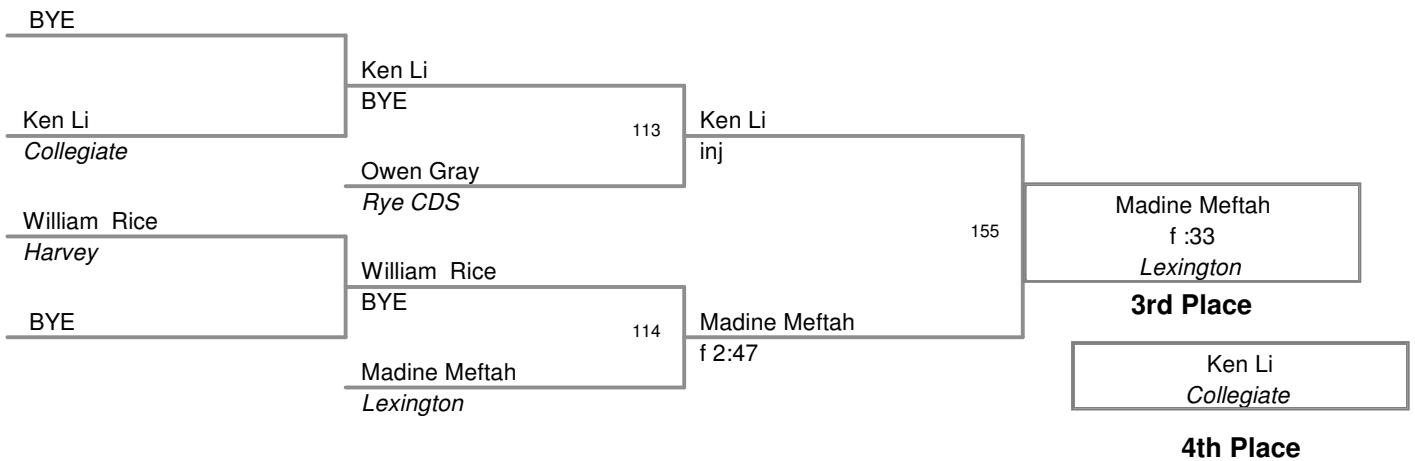 BYE
Ken Li
BYE
Ken Li
Collegiate
113
Ken Li
inj
Owen Gray
Rye CDS
William Rice
Harvey
155
Madine Meftah
f :33
Lexington
3rd Place
William Rice
BYE
BYE
114
Madine Meftah
f 2:47
Madine Meftah
Lexington
Ken Li
Collegiate
4th Place